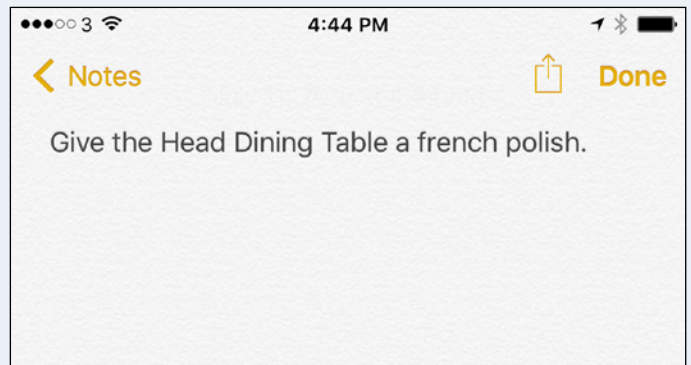 3 4:44 PM
Notes Done
Give the Head Dining Table a french polish.